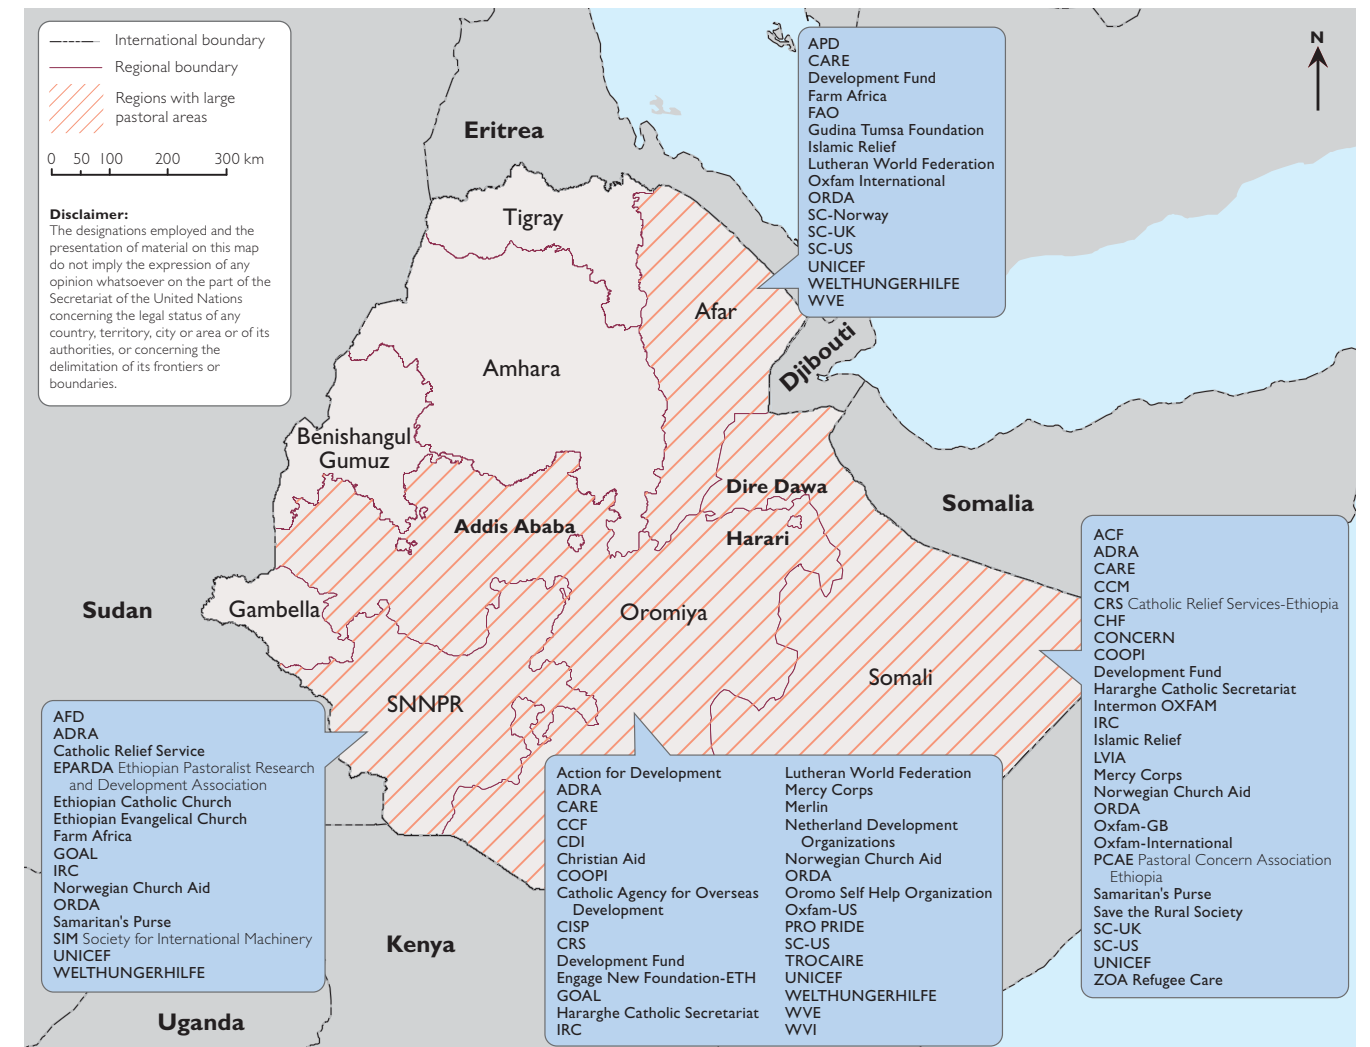 International boundary
Regional boundary
Regions with large
pastoral areas
0 50 100 200 300 km
Disclaimer:
The designations employed and the
presentation of material on this map
do not imply the expression of any
opinion whatsoever on the part of the
Secretariat of the United Nations
concerning the legal status of any
country, territory, city or area or of its
authorities, or concerning the
delimitation of its frontiers or
boundaries.
N
APD
CARE
Development Fund
Farm Africa
FAO
Gudina Tumsa Foundation
Islamic Relief
Lutheran World Federation
Oxfam International
ORDA
SC-Norway
SC-UK
SC-US
UNICEF
WELTHUNGERHILFE
WVE
Eritrea
Tigray
Afar
Djibouti
Amhara
Benishangul
Gumuz
Dire Dawa
Addis Ababa
Harari
Somalia
Sudan
Gambella
Oromiya
Somali
SNNPR
Kenya
Uganda
ACF
ADRA
CARE
CCM
CRS Catholic Relief Services-Ethiopia
CHF
CONCERN
COOPI
Development Fund
Hararghe Catholic Secretariat
Intermon OXFAM
IRC
Islamic Relief
LVIA
Mercy Corps
Norwegian Church Aid
ORDA
Oxfam-GB
Oxfam-International
PCAE Pastoral Concern Association
Ethiopia
Samaritan's Purse
Save the Rural Society
SC-UK
SC-US
UNICEF
ZOA Refugee Care
AFD
ADRA
Catholic Relief Service
EPARDA Ethiopian Pastoralist Research
and Development Association
Ethiopian Catholic Church
Ethiopian Evangelical Church
Farm Africa
GOAL
IRC
Norwegian Church Aid
ORDA
Samaritan's Purse
SIM Society for International Machinery
UNICEF
WELTHUNGERHILFE
Action for Development
ADRA
CARE
CCF
CDI
Christian Aid
COOPI
Catholic Agency for Overseas
Development
CISP
CRS
Development Fund
Engage New Foundation-ETH
GOAL
Hararghe Catholic Secretariat
IRC
Lutheran World Federation
Mercy Corps
Merlin
Netherland Development
Organizations
Norwegian Church Aid
ORDA
Oromo Self Help Organization
Oxfam-US
PRO PRIDE
SC-US
TROCAIRE
UNICEF
WELTHUNGERHILFE
WVE
WVI